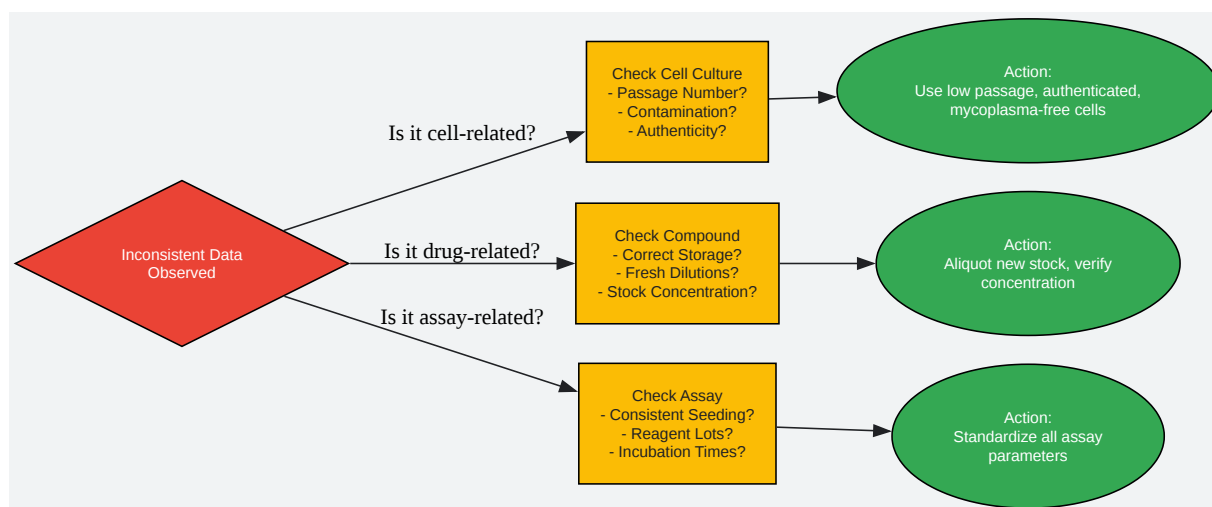 Inconsistent Data
Observed
Is it cell-related?
Is it drug-related?
Is it assay-related?
Check Cell Culture
- Passage Number?
- Contamination?
- Authenticity?
Action:
Use low passage, authenticated,
mycoplasma-free cells
Check Compound
- Correct Storage?
- Fresh Dilutions?
- Stock Concentration?
Action:
Aliquot new stock, verify
concentration
Check Assay
- Consistent Seeding?
- Reagent Lots?
- Incubation Times?
Action:
Standardize all assay
parameters